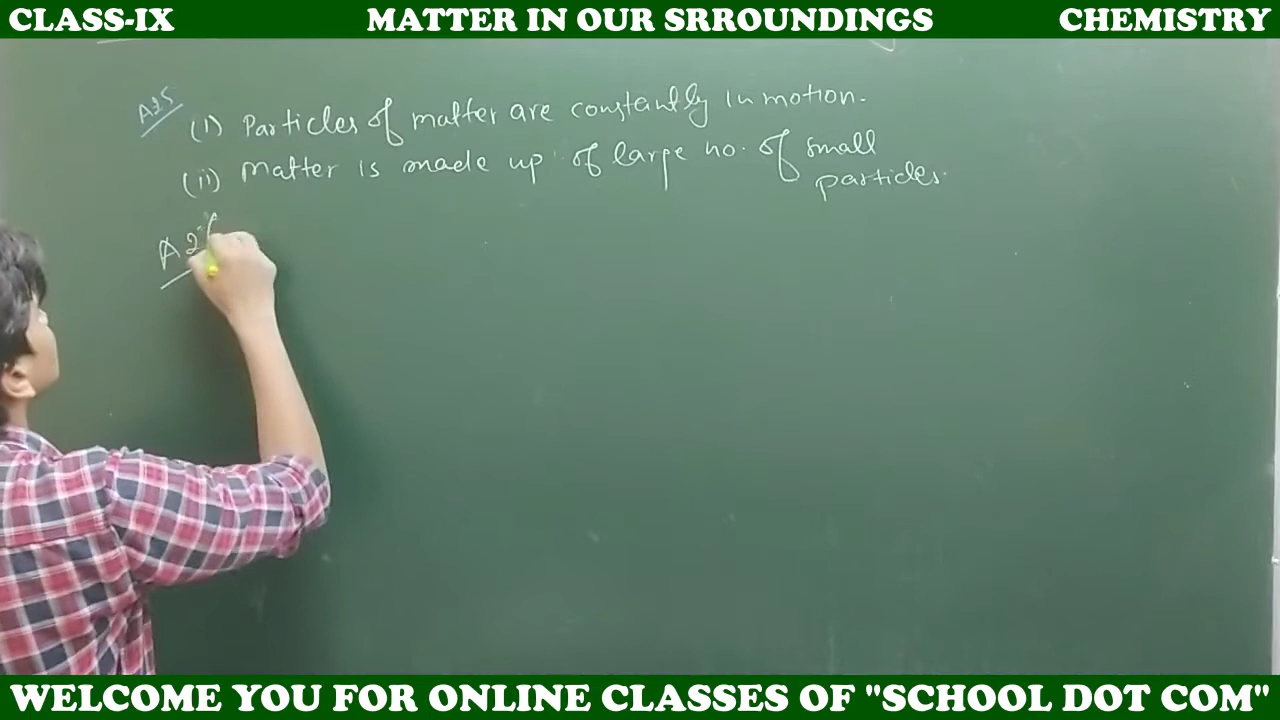 CLASS-IX MATTER IN OUR SRROUNDINGS CHEMISTRY
A25 (i) Particles of matter are constantly in motion.
(ii) Matter is made up of large no. of small
particles.
A 2
WELCOME YOU FOR ONLINE CLASSES OF "SCHOOL DOT COM"